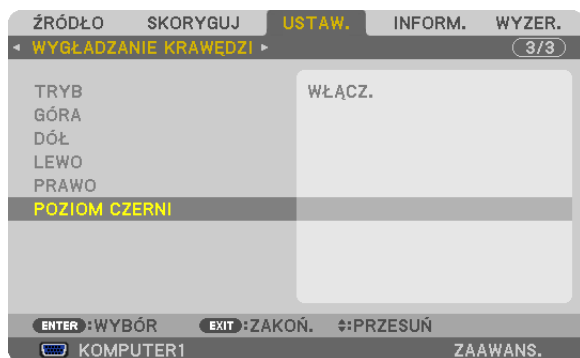 ŹRÓDŁO SKORYGUJ USTAW. INFORM. WYZER.
WYGŁADZANIE KRAWĘDZI 3/3
TRYB WŁĄCZ.
GÓRA
DÓŁ
LEWO
PRAWO
POZIOM CZERNI
ENTER :WYBÓR EXIT :ZAKOŃ. :PRZESUŃ
KOMPUTER1 ZAAWANS.